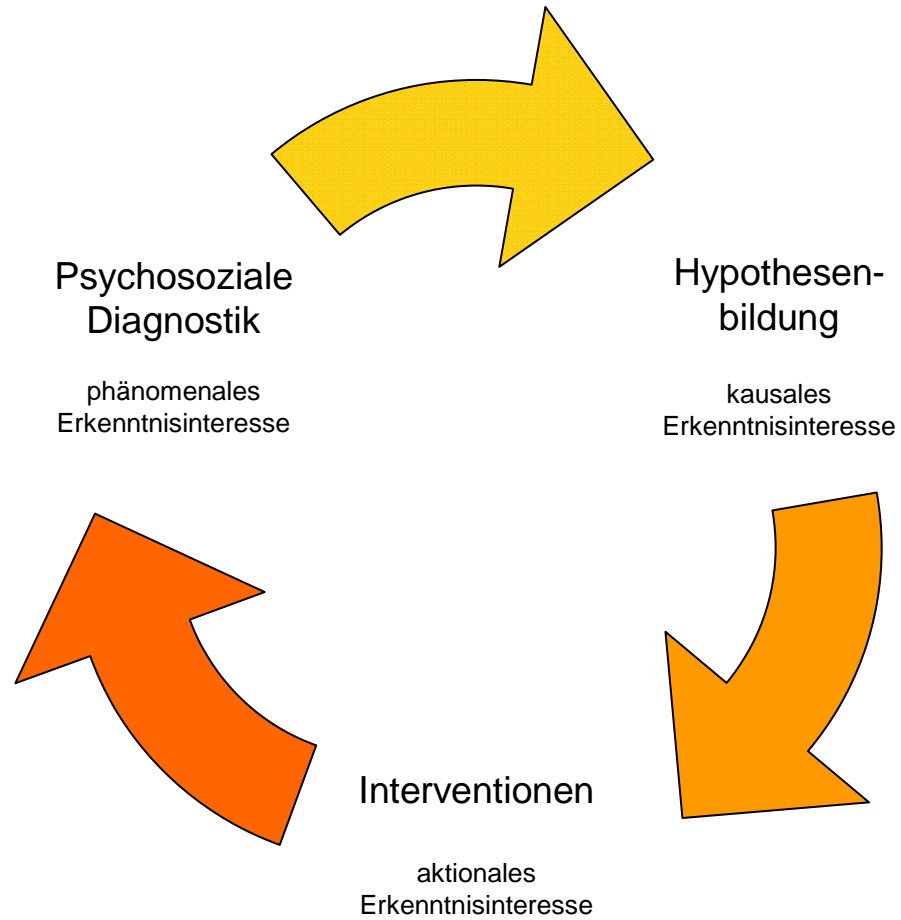 Psychosoziale
Diagnostik
phänomenales
Erkenntnisinteresse
Hypothesen-
bildung
kausales
Erkenntnisinteresse
Interventionen
aktionales
Erkenntnisinteresse